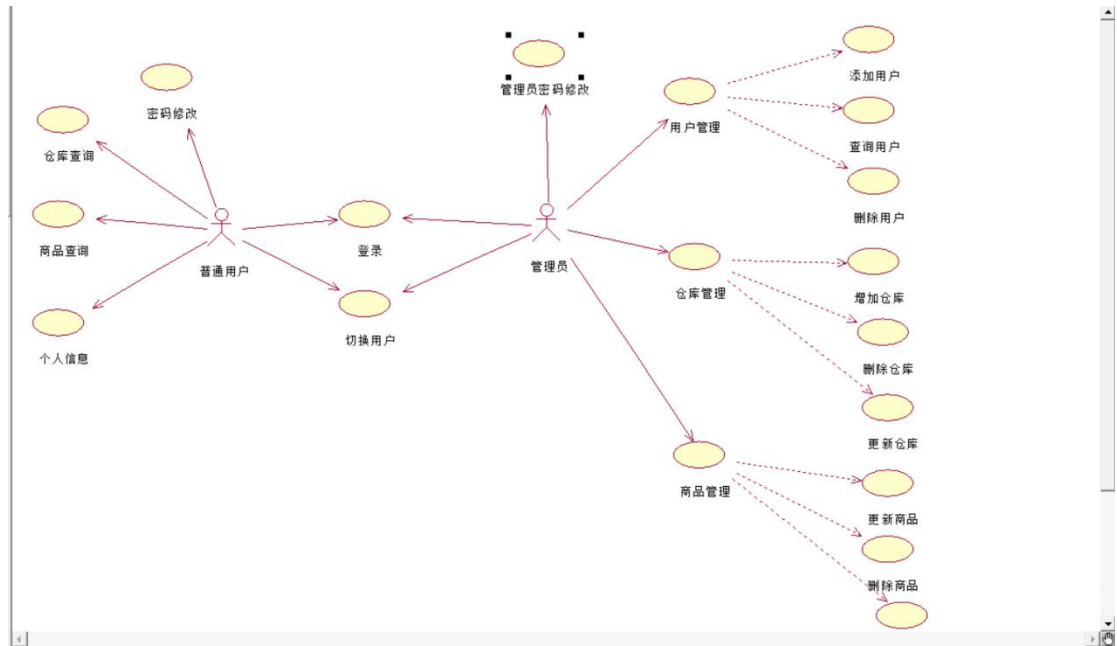 添加用户
管理员密码修改
密码修改
用户管理
查询用户
仓库查询
删除用户
商品查询
登录
管理员
普通用户
仓库管理
增加仓库
切换用户
个人信息
删除仓库
更新仓库
商品管理
更新商品
删除商品